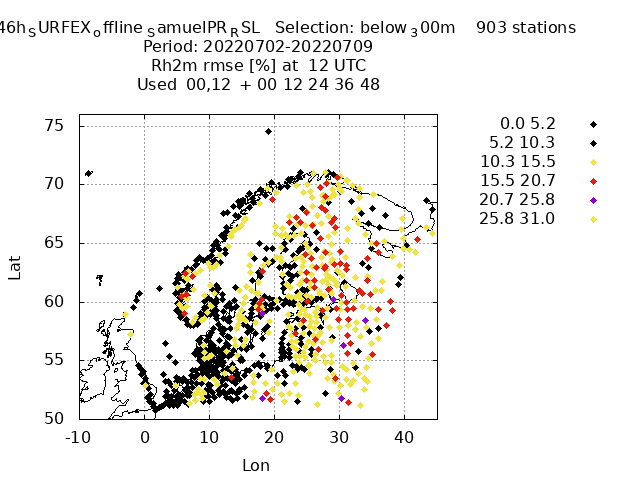 46h SURFEX offline SamuelPR RSL Selection: below 300m 903 stations
Period: 20220702-20220709
Rh2m rmse [%] at 12 UTC
Used 00,12 + 00 12 24 36 48
0.0 5.2
5.2 10.3
10.3 15.5
15.5 20.7
20.7 25.8
25.8 31.0
75
70
65
60
55
50
Lat
-10 0 10 20 30 40
Lon